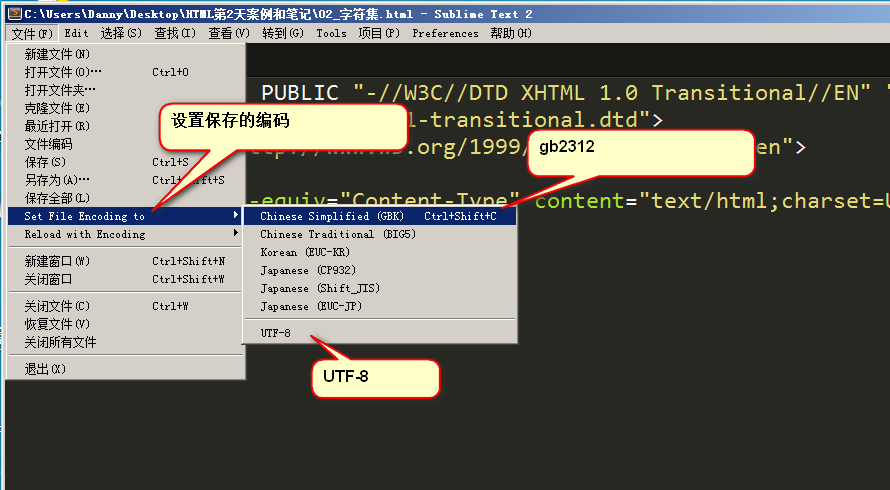 C:\Users\Danny\Desktop\HTML第2天案例和笔记\02_字符集.html - Sublime Text 2
文件(F) Edit 选择(S) 查找(I) 查看(V) 转到(G) Tools 项目(P) Preferences 帮助(H)
新建文件(N)
打开文件(O)… Ctrl+O
打开文件夹…
克隆文件(E)
最近打开(R)
文件编码
保存(S) Ctrl+S
另存为(A)… Ctrl+Shift+S
保存全部(L)
Set File Encoding to
Reload with Encoding
新建窗口(W) Ctrl+Shift+N
关闭窗口 Ctrl+Shift+W
关闭文件(C) Ctrl+W
恢复文件(V)
关闭所有文件
退出(X)
设置保存的编码
PUBLIC "-//W3C//DTD XHTML 1.0 Transitional//EN" "
l-transitional.dtd">
.org/1999/
en">
-equiv="Content-Type" content="text/html;charset=U
gb2312
Chinese Simplified (GBK) Ctrl+Shift+C
Chinese Traditional (BIG5)
Korean (EUC-KR)
Japanese (CP932)
Japanese (Shift_JIS)
Japanese (EUC-JP)
UTF-8
UTF-8